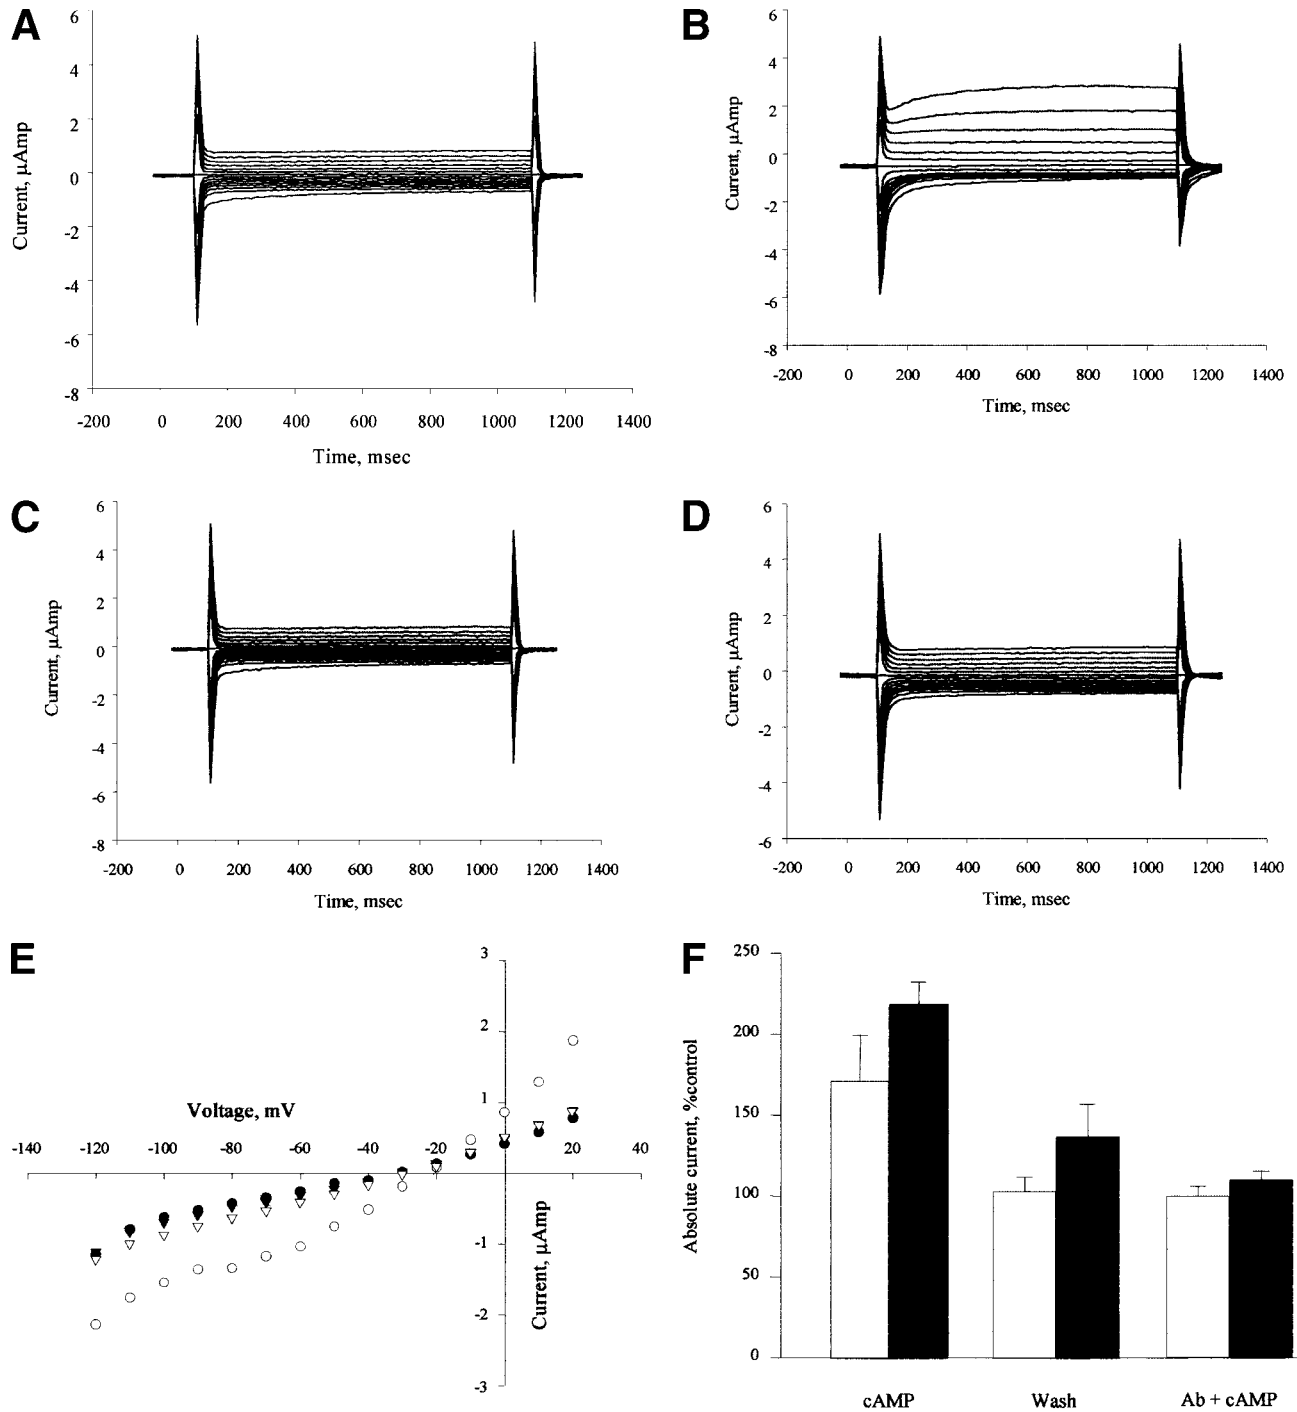 A
6
4
2
0
-2
-4
-6
-8
Current, µAmp
-200 0 200 400 600 800 1000 1200 1400
Time, msec
B
6
4
2
0
-2
-4
-6
-8
Current, µAmp
-200 0 200 400 600 800 1000 1200 1400
Time, msec
C
6
4
2
0
-2
-4
-6
-8
Current, µAmp
-200 0 200 400 600 800 1000 1200 1400
Time, msec
D
6
4
2
0
-2
-4
-6
Current, µAmp
-200 0 200 400 600 800 1000 1200 1400
Time, msec
E
3
2
1
Voltage, mV
-140 -120 -100 -80 -60 -40 -20 20 40
-1
-2
-3
Current, µAmp
F
250
200
150
100
50
0
Absolute current, %control
cAMP Wash Ab + cAMP